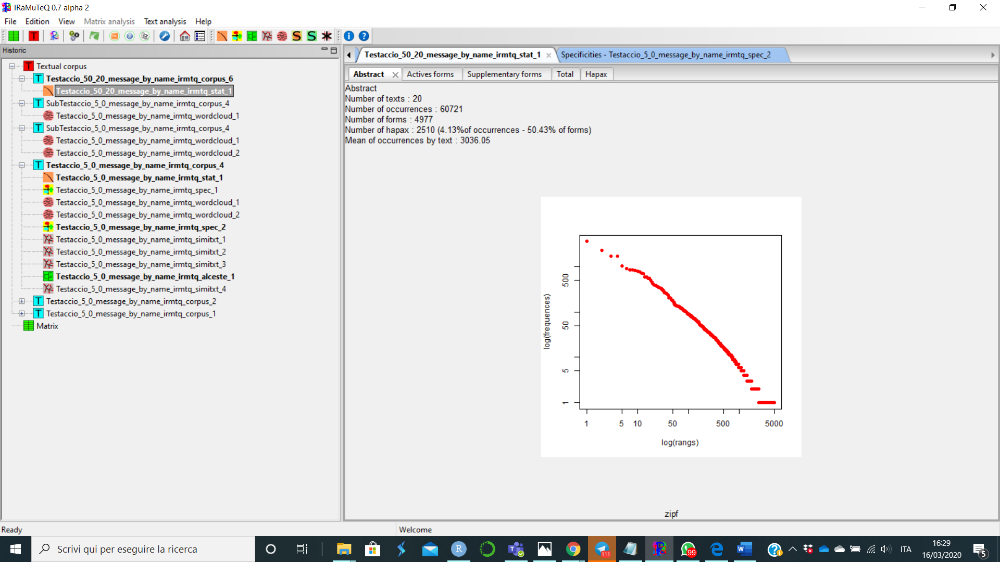 IRaMuTeQ 0.7 alpha 2
File Edition View Matrix analysis Text analysis Help
Historic
Textual corpus
Testaccio_50_20_message_by_name_irmtq_corpus_6
Testaccio_50_20_message_by_name_irmtq_stat_1
SubTestaccio_5_0_message_by_name_irmtq_corpus_4
Testaccio_5_0_message_by_name_irmtq_wordcloud_1
SubTestaccio_5_0_message_by_name_irmtq_corpus_4
Testaccio_5_0_message_by_name_irmtq_wordcloud_1
Testaccio_5_0_message_by_name_irmtq_wordcloud_2
Testaccio_5_0_message_by_name_irmtq_corpus_4
Testaccio_5_0_message_by_name_irmtq_stat_1
Testaccio_5_0_message_by_name_irmtq_spec_1
Testaccio_5_0_message_by_name_irmtq_wordcloud_1
Testaccio_5_0_message_by_name_irmtq_wordcloud_2
Testaccio_5_0_message_by_name_irmtq_spec_2
Testaccio_5_0_message_by_name_irmtq_simitxt_1
Testaccio_5_0_message_by_name_irmtq_simitxt_2
Testaccio_5_0_message_by_name_irmtq_simitxt_3
Testaccio_5_0_message_by_name_irmtq_alceste_1
Testaccio_5_0_message_by_name_irmtq_simitxt_4
Testaccio_5_0_message_by_name_irmtq_corpus_2
Testaccio_5_0_message_by_name_irmtq_corpus_1
Matrix
Testaccio_50_20_message_by_name_irmtq_stat_1 Specificities - Testaccio_5_0_message_by_name_irmtq_spec_2
Abstract Actives forms Supplementary forms Total Hapax
Abstract
Number of texts : 20
Number of occurrences : 60721
Number of forms : 4977
Number of hapax : 2510 (4.13%of occurrences - 50.43% of forms)
Mean of occurrences by text : 3036.05
log(frequences)
500
50
5
1
1 5 10 50 500 5000
log(rangs)
zipf
Ready Welcome
Scrivi qui per eseguire la ricerca
111
99
ITA
16:29
16/03/2020
5